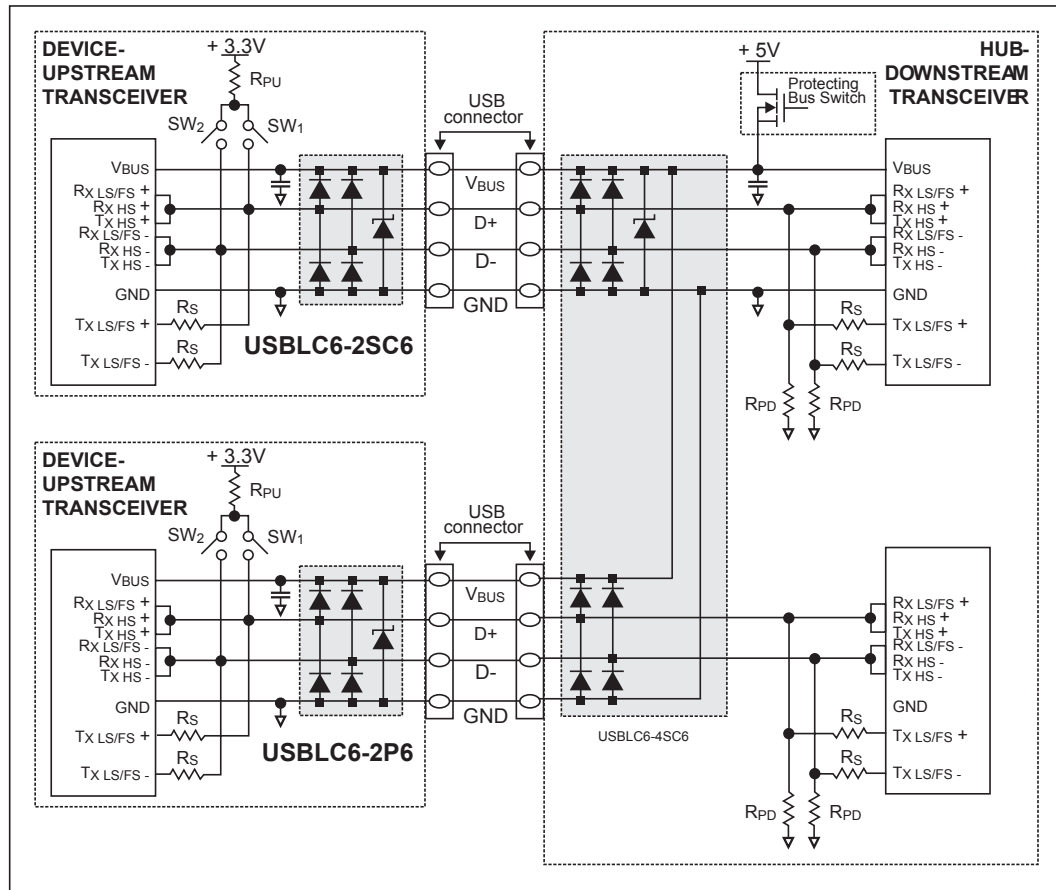 DEVICE-
UPSTREAM
TRANSCEIVER
+ 3.3V
RPU
SW2
SW1
VBUS
RX LS/FS +
RX HS +
TX HS +
RX LS/FS -
RX HS -
TX HS -
GND
TX LS/FS +
TX LS/FS -
RS
RS
USBLC6-2SC6
USB
connector
VBUS
D+
D-
GND
HUB-
DOWNSTREAM
TRANSCEIVER
+ 5V
Protecting
Bus Switch
VBUS
RX LS/FS +
RX HS +
TX HS +
RX LS/FS -
RX HS -
TX HS -
GND
TX LS/FS +
TX LS/FS -
RS
RS
RPD
RPD
DEVICE-
UPSTREAM
TRANSCEIVER
+ 3.3V
RPU
SW2
SW1
VBUS
RX LS/FS +
RX HS +
TX HS +
RX LS/FS -
RX HS -
TX HS -
GND
TX LS/FS +
TX LS/FS -
RS
RS
USBLC6-2P6
USB
connector
VBUS
D+
D-
GND
USBLC6-4SC6
RX LS/FS +
RX HS +
TX HS +
RX LS/FS -
RX HS -
TX HS -
GND
TX LS/FS +
TX LS/FS -
RS
RS
RPD
RPD